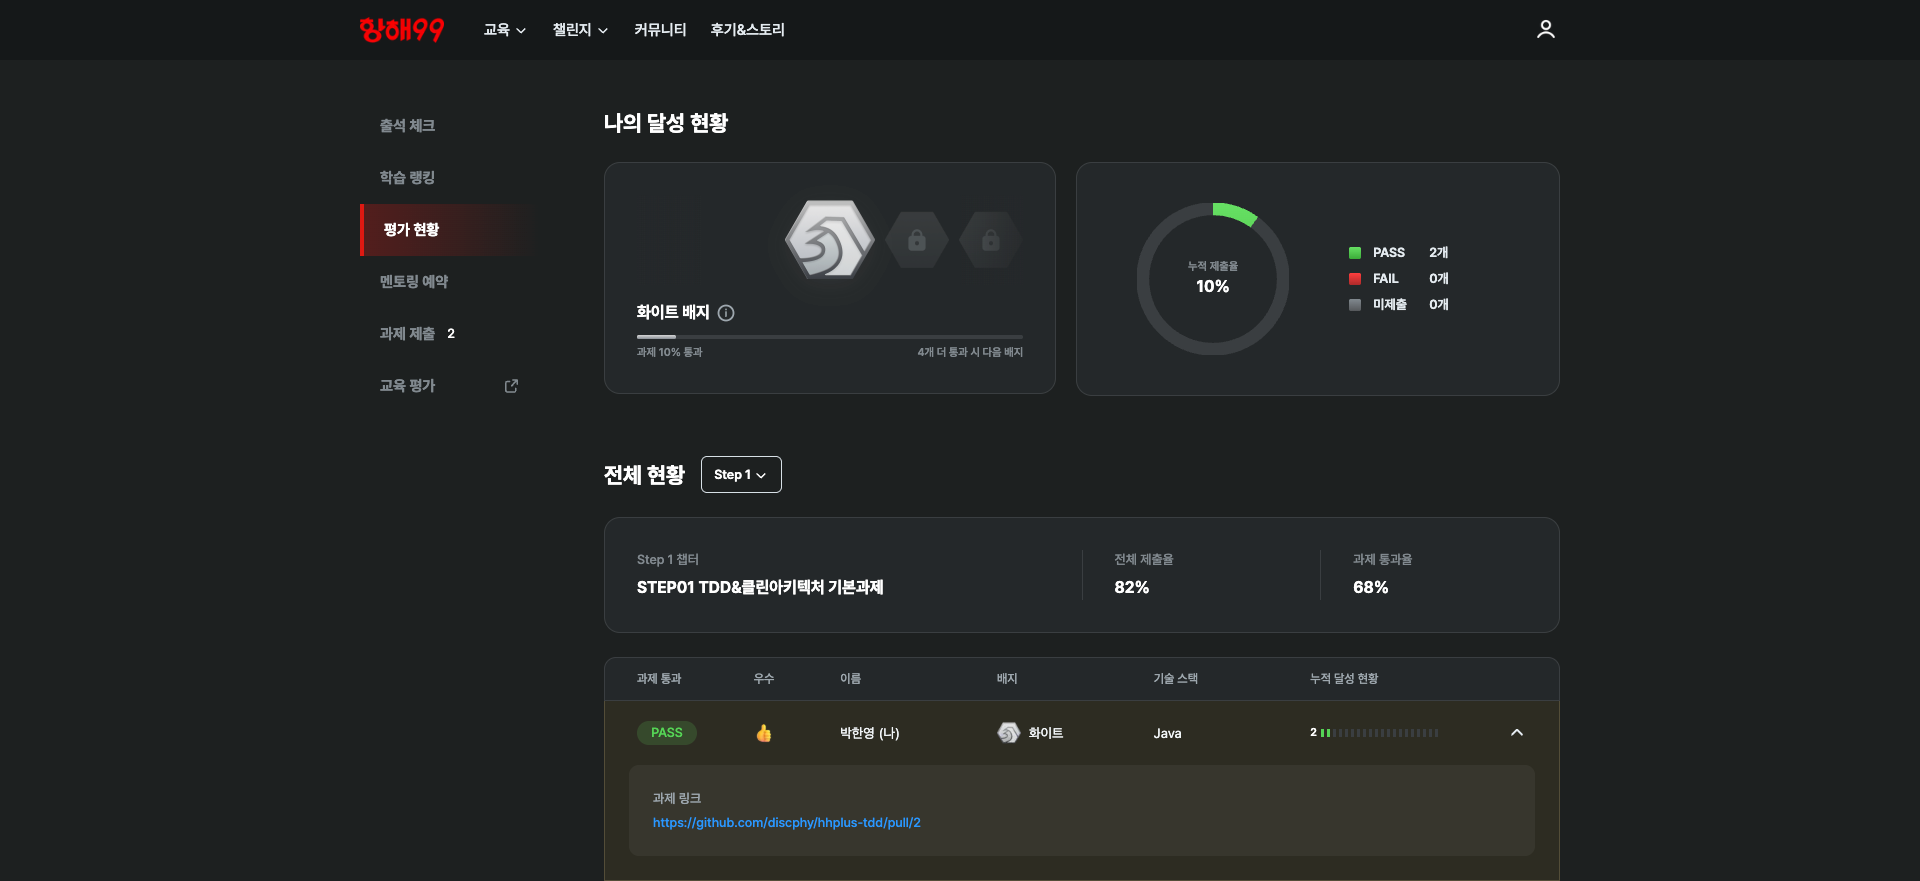 항해99
교육
챌린지
커뮤니티
후기&스토리
출석 체크
학습 랭킹
평가 현황
멘토링 예약
과제 제출 2
교육 평가
나의 달성 현황
화이트 배지
과제 10% 통과
4개 더 통과 시 다음 배지
누적 제출율
10%
PASS 2개
FAIL 0개
미제출 0개
전체 현황
Step 1
Step 1 챕터
STEP01 TDD&클린아키텍처 기본과제
전체 제출율
82%
과제 통과율
68%
과제 통과 우수 이름 배지 기술 스택 누적 달성 현황
PASS 박한영 (나) 화이트 Java 2
과제 링크
https://github.com/discphy/hhplus-tdd/pull/2